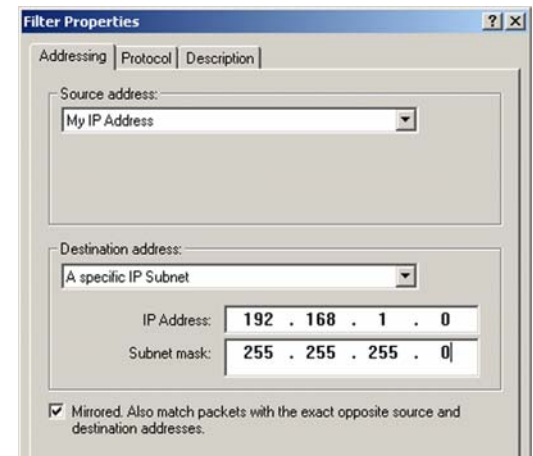 Filter Properties
Addressing Protocol Description
Source address:
My IP Address
Destination address:
A specific IP Subnet
IP Address: 192 . 168 . 1 . 0
Subnet mask: 255 . 255 . 255 . 0
Mirrored. Also match packets with the exact opposite source and
destination addresses.